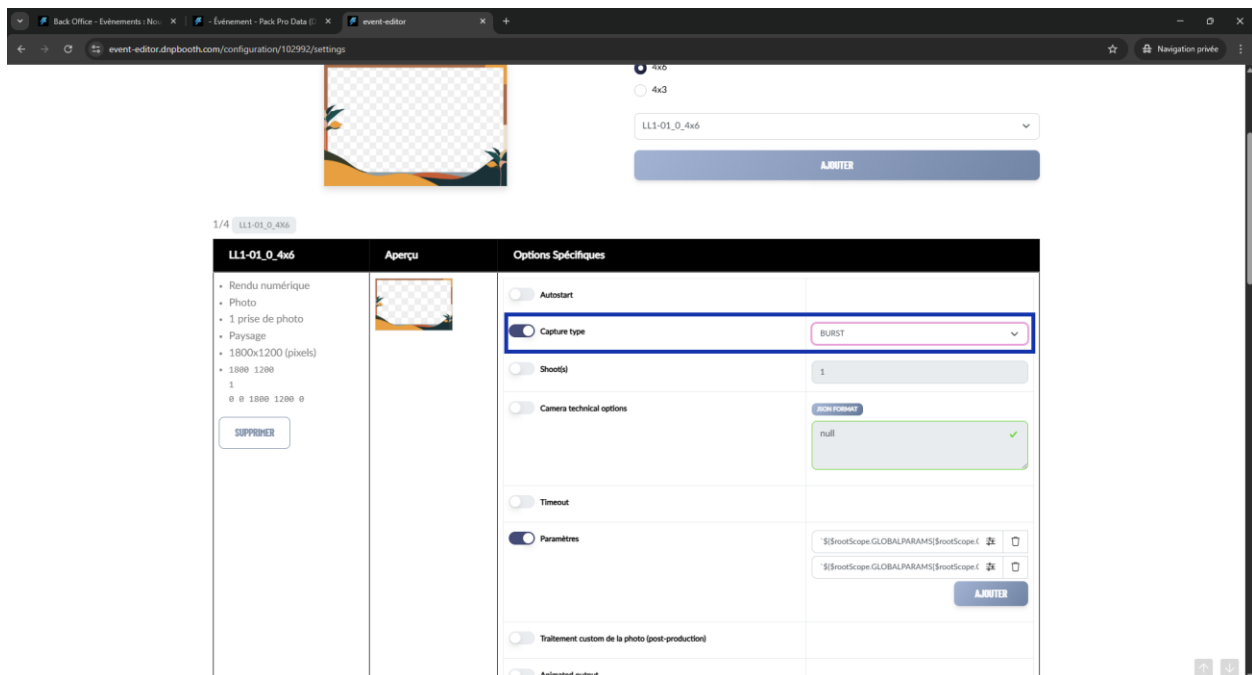 Back Office - Evènements : Nou
- Événement - Pack Pro Data (D
event-editor
event-editor.dnpbooth.com/configuration/102992/settings
Navigation privée
4x6
4x3
LL1-01_0_4x6
AJOUTER
1/4 LL1-01_0_4X6
LL1-01_0_4x6
Aperçu
Options Spécifiques
• Rendu numérique
• Photo
• 1 prise de photo
• Paysage
• 1800x1200 (pixels)
• 1800 1200
1
0 0 1800 1200 0
SUPPRIMER
Autostart
Capture type
BURST
Shoot(s)
1
Camera technical options
JSON FORMAT
null
Timeout
Paramètres
`${$rootScope.GLOBALPARAMS[$rootScope.
`${$rootScope.GLOBALPARAMS[$rootScope.
AJOUTER
Traitement custom de la photo (post-production)
Animated output